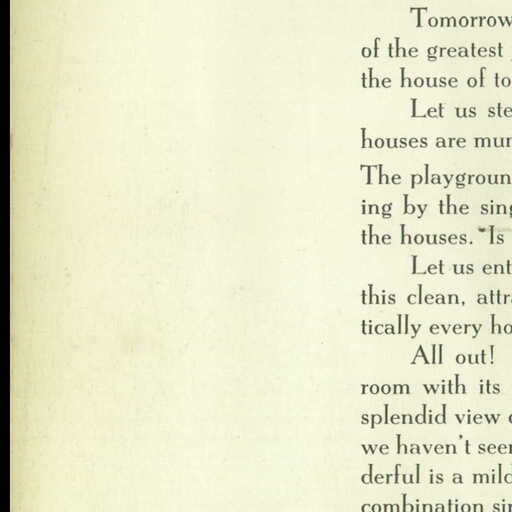 Tomorrow
of the greatest
the house of to
Let us ste
houses are mun
The playgroun
ing by the sing
the houses. "Is
Let us ent
this clean, attr
tically every ho
All out!
room with its
splendid view
we haven't seen
derful is a mild
combination sin